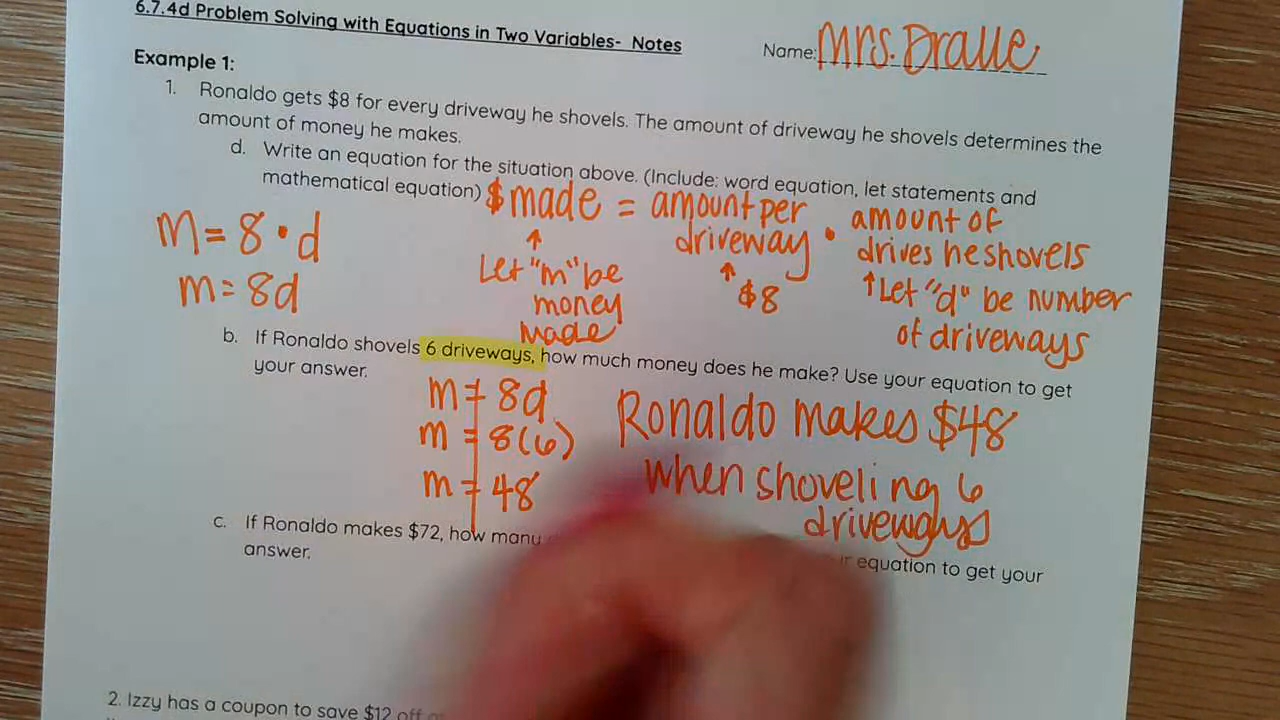 6.7.4d Problem Solving with Equations in Two Variables- Notes
Name: Mrs. Dralle
Example 1:
1. Ronaldo gets $8 for every driveway he shovels. The amount of driveway he shovels determines the
amount of money he makes.
d. Write an equation for the situation above. (Include: word equation, let statements and
mathematical equation)
$ made = amount per driveway • amount of drives he shovels
m = 8 • d
m = 8d
↑
Let "m" be
money
made
↑
$8
↑ Let "d" be number
of driveways
b. If Ronaldo shovels 6 driveways, how much money does he make? Use your equation to get
your answer.
m = 8d
m = 8(6)
m = 48
Ronaldo makes $48
when shoveling 6
driveways
c. If Ronaldo makes $72, how many equation to get your
answer.
2. Izzy has a coupon to save $12 off